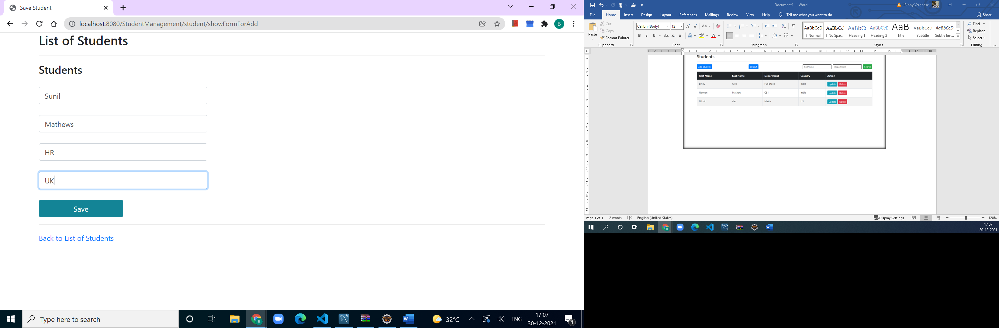 Save Student
localhost:8080/StudentManagement/student/showFormForAdd
B
List of Students
Students
Sunil
Mathews
HR
UK
Save
Back to List of Students
Type here to search
32°C
ENG
17:07
30-12-2021
1
Document1 - Word
Binny Verghese
File Home Insert Design Layout References Mailings Review View Help Tell me what you want to do Share
Paste
Cut
Copy
Format Painter
Clipboard
Calibri (Body) 12
Font
Paragraph
AaBbCcD AaBbCc AaBbCc AaBbCcD AaB AaBbCcD AaBbCcD
¶ Normal ¶ No Spac... Heading 1 Heading 2 Title Subtitle Subtle Em...
Styles
Find
Replace
Select
Editing
Students
Add Student Logout firstName Department Search
First Name Last Name Department Country Action
Binny Alex Full Stack India Update Delete
Naveen Mathew CS1 India Update Delete
Nikhil alex Maths US Update Delete
Page 1 of 1 2 words English (United States) Display Settings 120%
17:07
30-12-2021